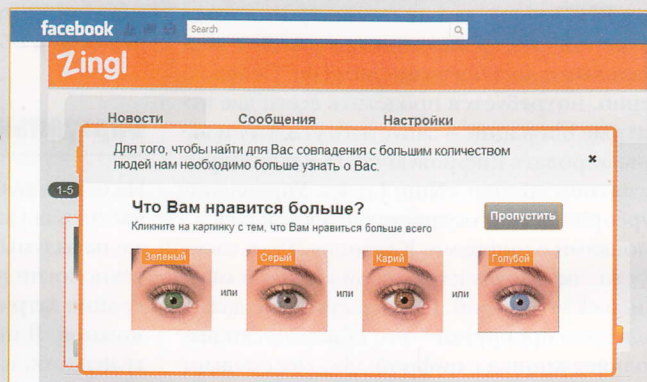 facebook
Search
Zingl
Новости Сообщения Настройки
Для того, чтобы найти для Вас совпадения с большим количеством
людей нам необходимо больше узнать о Вас.
×
1-5
Что Вам нравится больше?
Пропустить
Кликните на картинку с тем, что Вам нравиться больше всего
Зеленый или Серый или Карий или Голубой